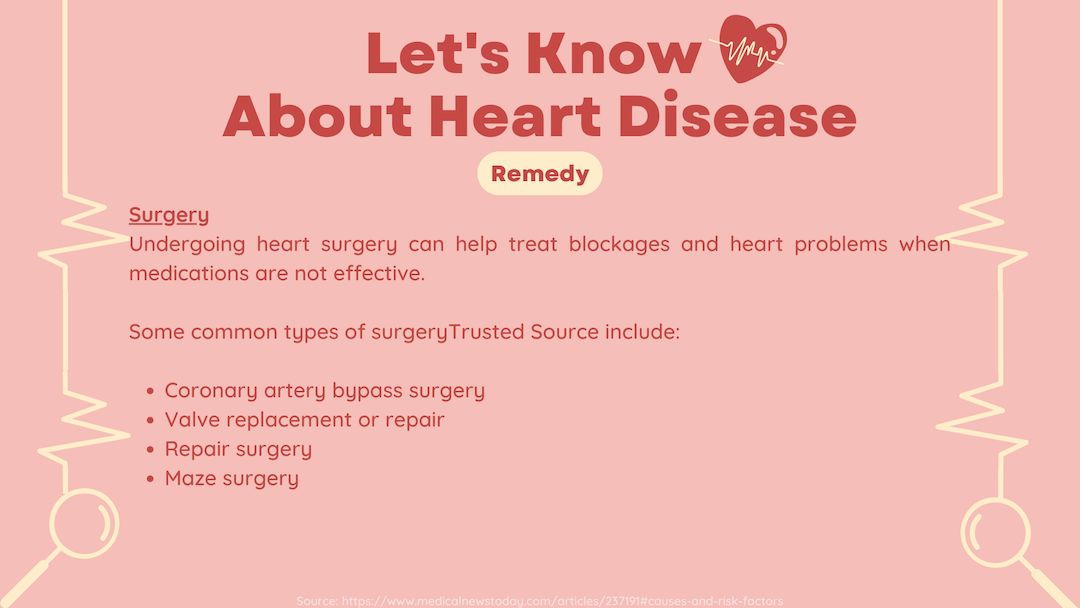 Let's Know
About Heart Disease
Remedy
Surgery
Undergoing heart surgery can help treat blockages and heart problems when
medications are not effective.
Some common types of surgeryTrusted Source include:
• Coronary artery bypass surgery
• Valve replacement or repair
• Repair surgery
• Maze surgery
Source: https://www.medicalnewstoday.com/articles/237191#causes-and-risk-factors